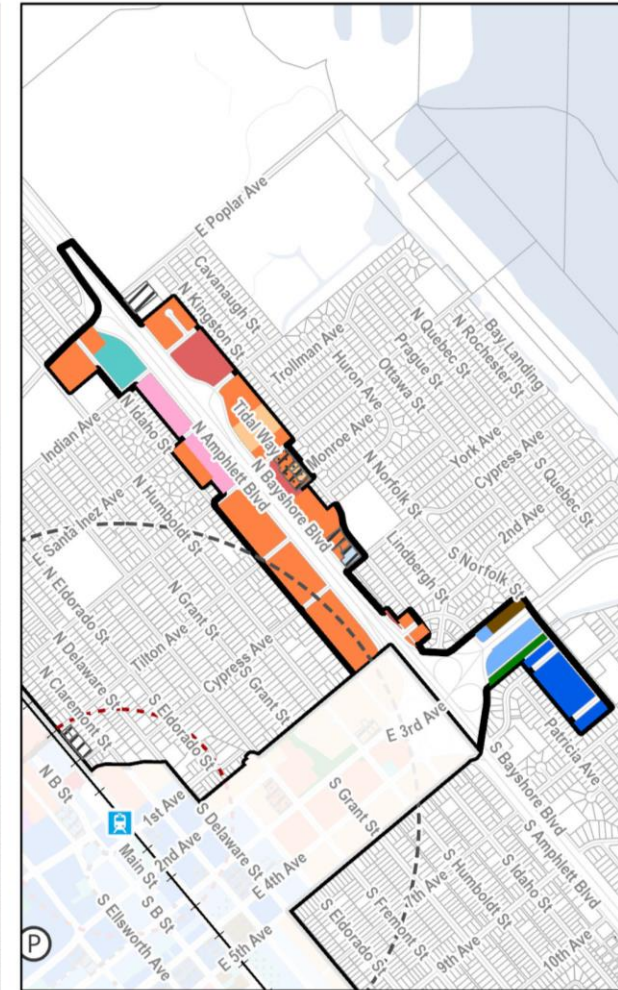 E Poplar Ave
Cavanaugh St
N Kingston St
Trollman Ave
Huron Ave
N Quebec St
Prague St
Ottawa St
N Rochester St
Bay Landing
Tidal Way
Monroe Ave
York Ave
Cypress Ave
S Quebec St
N Norfolk St
2nd Ave
Indian Ave
N Idaho St
N Amphlett Blvd
N Bayshore Blvd
Lindbergh St
S Norfolk St
E Santa Inez Ave
N Humboldt St
N Eldorado St
N Grant St
Tilton Ave
Cypress Ave
S Grant St
N Delaware St
N Claremont St
S Eldorado St
E 3rd Ave
Patricia Ave
S Bayshore Blvd
S Amphlett Blvd
N B St
1st Ave
2nd Ave
Main St
S B St
S Ellsworth Ave
S Delaware St
E 4th Ave
E 5th Ave
S Grant St
S Eldorado St
S Fremont St
7th Ave
S Humboldt St
S Idaho St
9th Ave
10th Ave
P